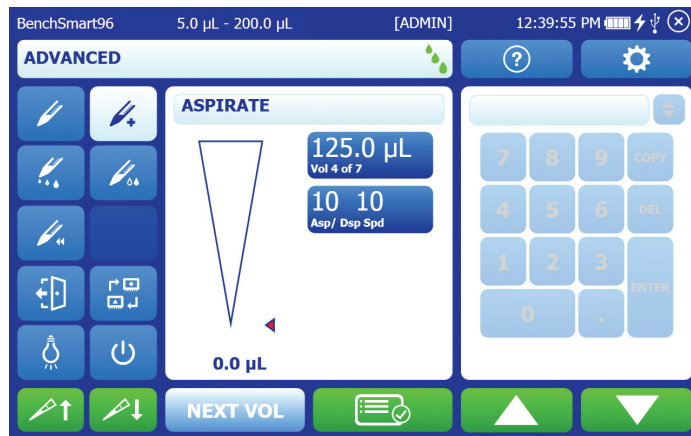 BenchSmart96 5.0 µL - 200.0 µL [ADMIN] 12:39:55 PM
ADVANCED
?
ASPIRATE
125.0 µL
Vol 4 of 7
10 10
Asp/ Dsp Spd
0.0 µL
7 8 9 COPY
4 5 6 DEL
1 2 3
ENTER
0 .
NEXT VOL